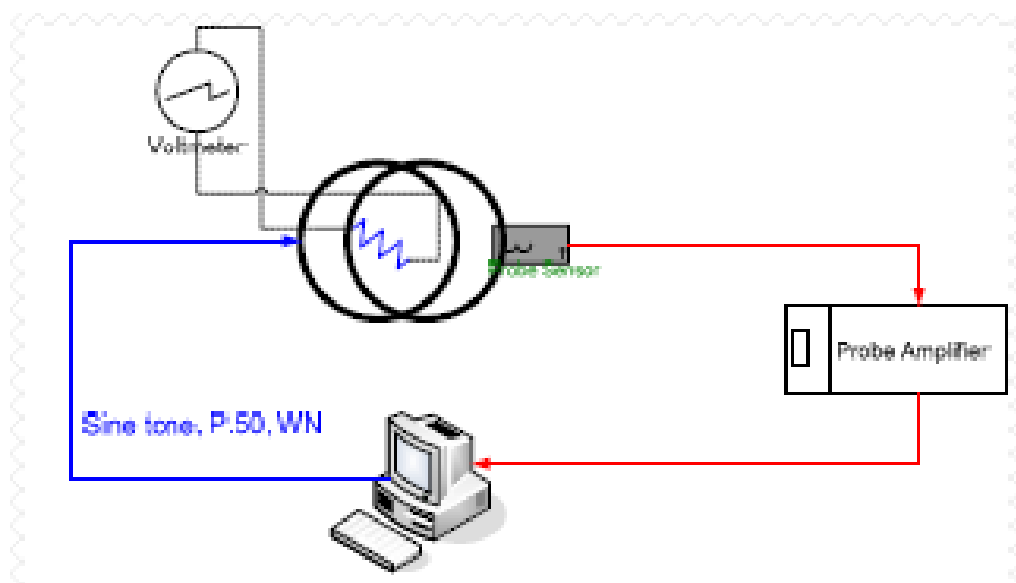 Voltmeter
Probe Sensor
Probe Amplifier
Sine tone, P.50, WN